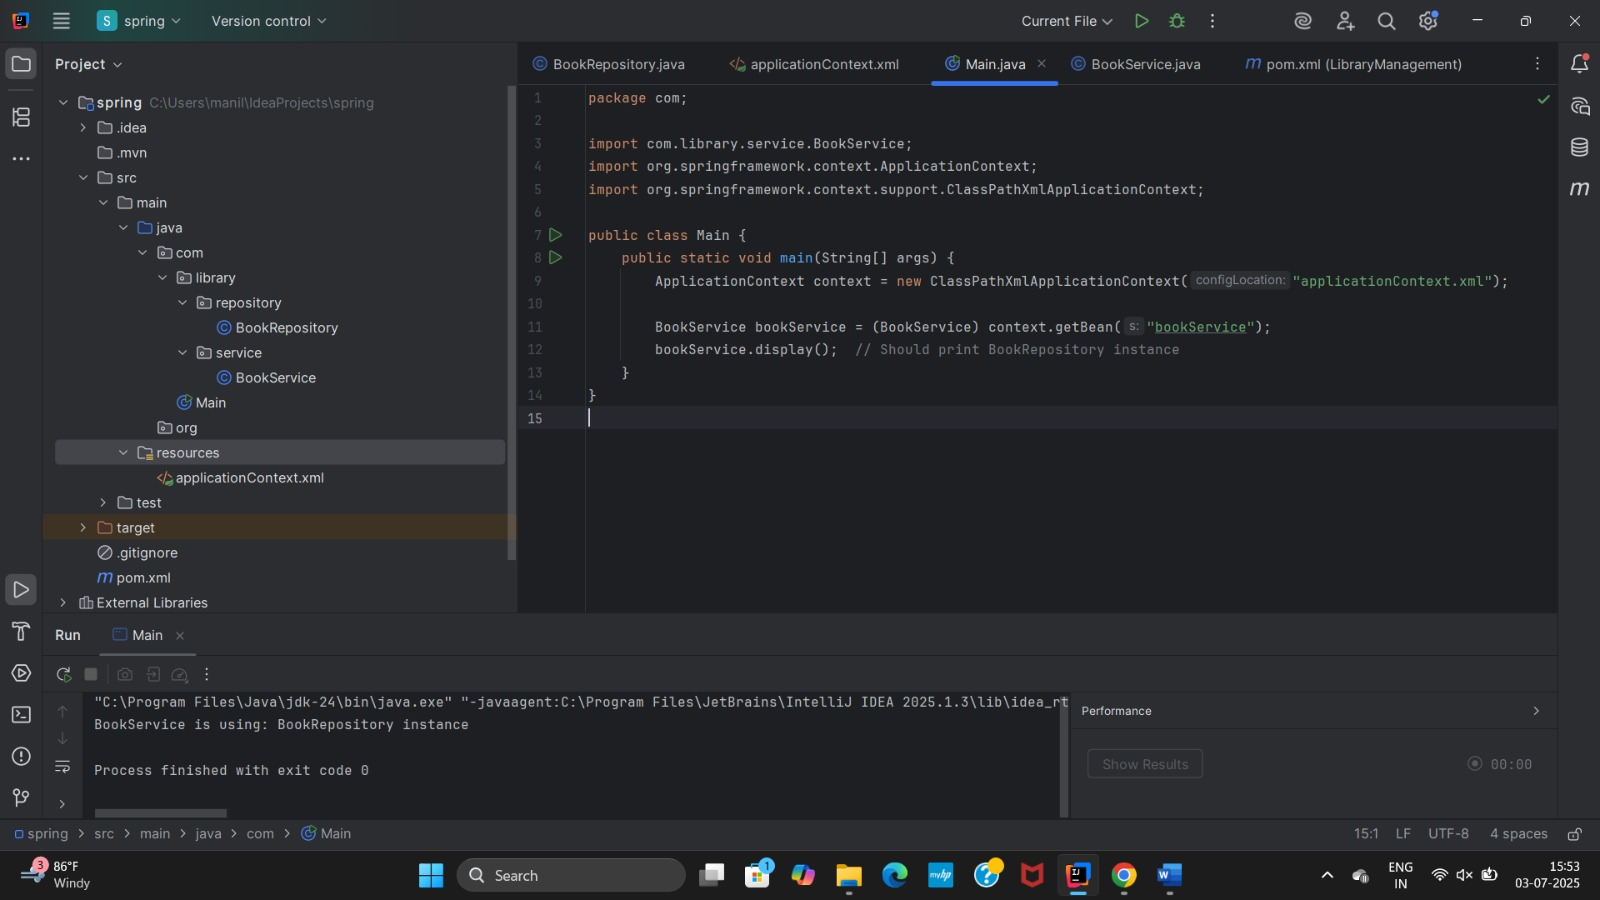 S spring Version control Current File
Project
spring C:\Users\manil\IdeaProjects\spring
.idea
.mvn
src
main
java
com
library
repository
BookRepository
service
BookService
Main
org
resources
applicationContext.xml
test
target
.gitignore
m pom.xml
External Libraries
BookRepository.java applicationContext.xml Main.java BookService.java m pom.xml (LibraryManagement)
1 package com;
2
3 import com.library.service.BookService;
4 import org.springframework.context.ApplicationContext;
5 import org.springframework.context.support.ClassPathXmlApplicationContext;
6
7 public class Main {
8 public static void main(String[] args) {
9 ApplicationContext context = new ClassPathXmlApplicationContext( configLocation: "applicationContext.xml");
10
11 BookService bookService = (BookService) context.getBean( s: "bookService");
12 bookService.display(); // Should print BookRepository instance
13 }
14 }
15
m
Run Main
"C:\Program Files\Java\jdk-24\bin\java.exe" "-javaagent:C:\Program Files\JetBrains\IntelliJ IDEA 2025.1.3\lib\idea_rt
BookService is using: BookRepository instance
Process finished with exit code 0
Performance
Show Results 00:00
spring > src > main > java > com > Main 15:1 LF UTF-8 4 spaces
3 86°F
Windy
Search
1
myhp
ENG
IN
15:53
03-07-2025